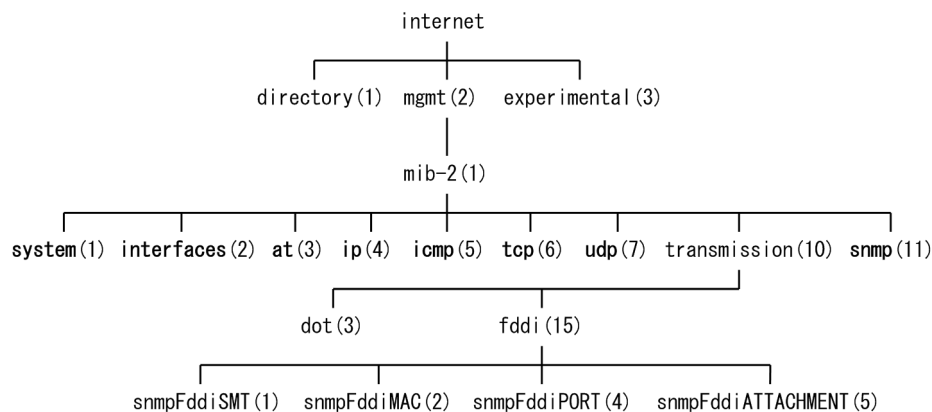 internet
directory(1) mgmt(2) experimental(3)
mib-2(1)
system(1) interfaces(2) at(3) ip(4) icmp(5) tcp(6) udp(7) transmission(10) snmp(11)
dot(3) fddi(15)
snmpFddiSMT(1) snmpFddiMAC(2) snmpFddiPORT(4) snmpFddiATTACHMENT(5)